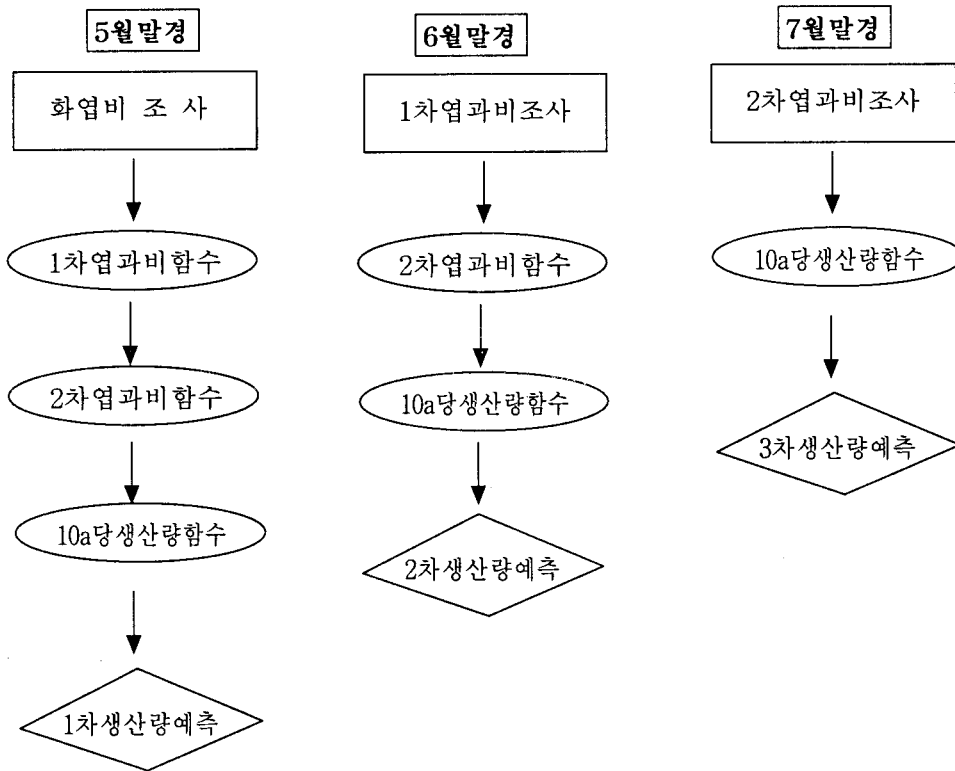 5월말경
화엽비 조 사
1차엽과비함수
2차엽과비함수
10a당생산량함수
1차생산량예측
6월말경
1차엽과비조사
2차엽과비함수
10a당생산량함수
2차생산량예측
7월말경
2차엽과비조사
10a당생산량함수
3차생산량예측